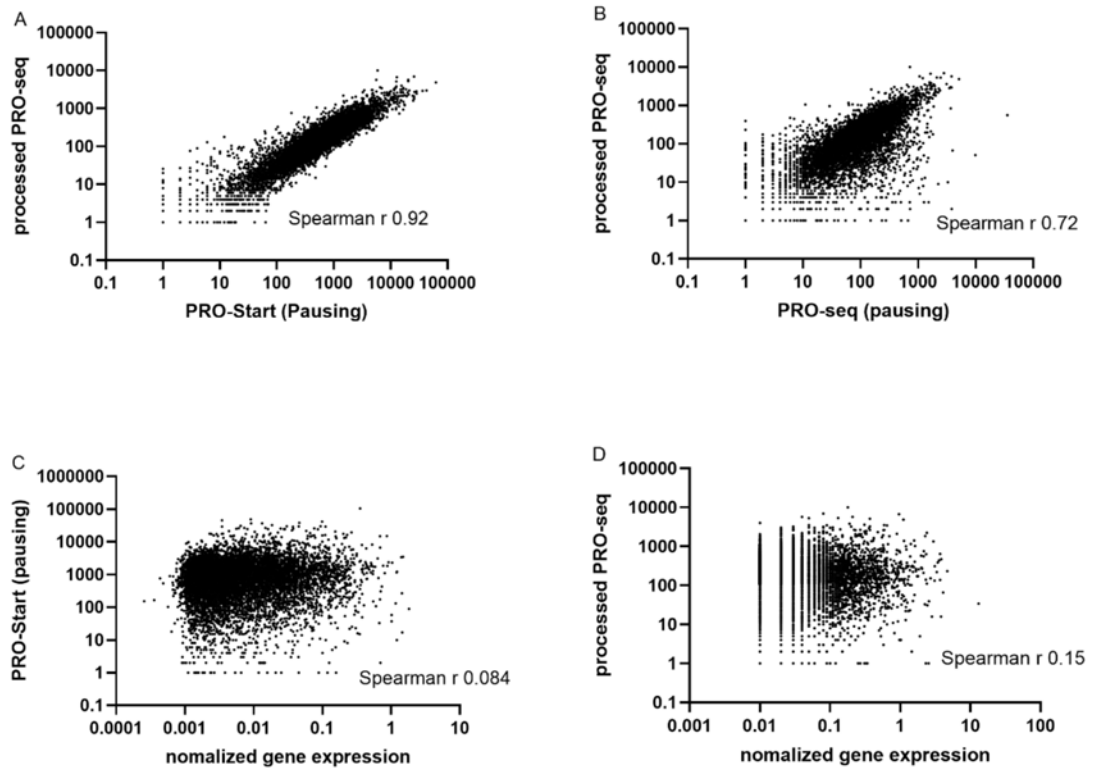 A
processed PRO-seq
100000
10000
1000
100
10
1
0.1
0.1 1 10 100 1000 10000 100000
PRO-Start (Pausing)
Spearman r 0.92
B
processed PRO-seq
100000
10000
1000
100
10
1
0.1
0.1 1 10 100 1000 10000 100000
PRO-seq (pausing)
Spearman r 0.72
C
PRO-Start (pausing)
1000000
100000
10000
1000
100
10
1
0.1
0.0001 0.001 0.01 0.1 1 10
nomalized gene expression
Spearman r 0.084
D
processed PRO-seq
100000
10000
1000
100
10
1
0.1
0.001 0.01 0.1 1 10 100
nomalized gene expression
Spearman r 0.15